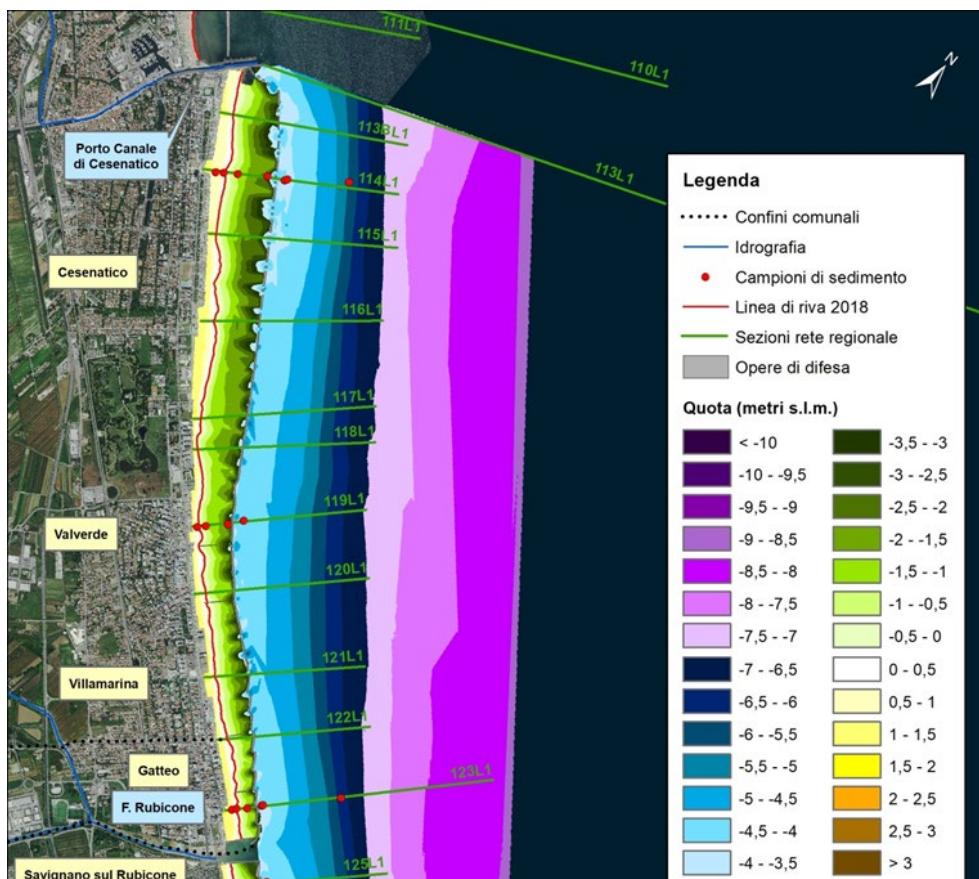 111L1
110L1
N
Porto Canale
di Cesenatico
113BL1
114L1
113L1
115L1
Cesenatico
116L1
117L1
118L1
119L1
Valverde
120L1
121L1
Villamarina
122L1
Gatteo
123L1
F. Rubicone
125L1
Savignano sul Rubicone
Legenda
Confini comunali
Idrografia
Campioni di sedimento
Linea di riva 2018
Sezioni rete regionale
Opere di difesa
Quota (metri s.l.m.)
< -10
-10 - -9,5
-9,5 - -9
-9 - -8,5
-8,5 - -8
-8 - -7,5
-7,5 - -7
-7 - -6,5
-6,5 - -6
-6 - -5,5
-5,5 - -5
-5 - -4,5
-4,5 - -4
-4 - -3,5
-3,5 - -3
-3 - -2,5
-2,5 - -2
-2 - -1,5
-1,5 - -1
-1 - -0,5
-0,5 - 0
0 - 0,5
0,5 - 1
1 - 1,5
1,5 - 2
2 - 2,5
2,5 - 3
> 3